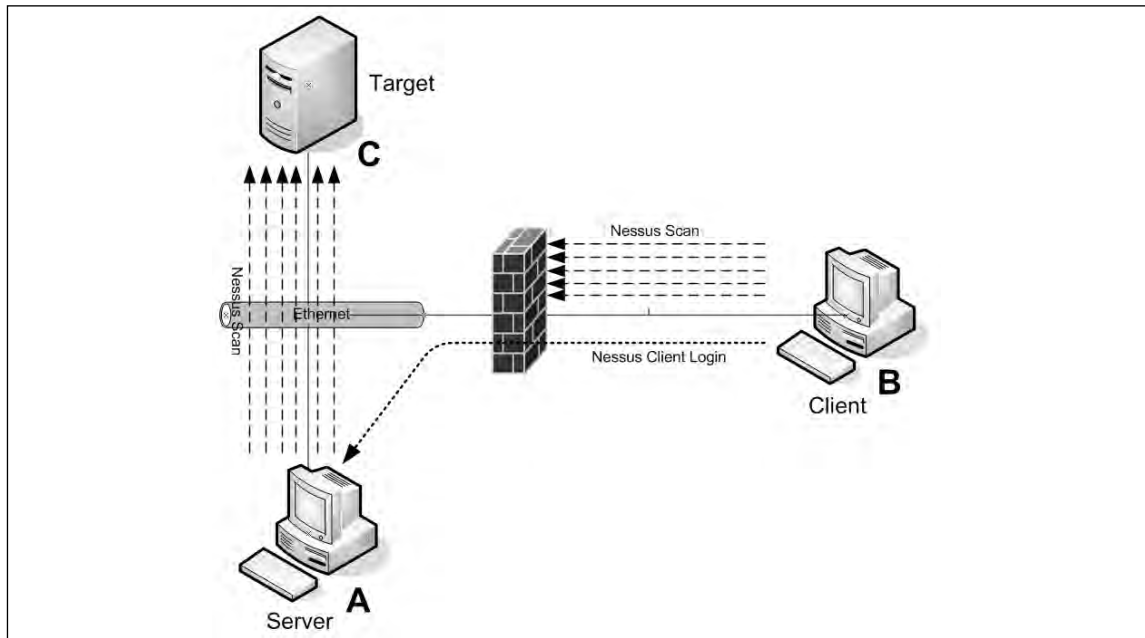 Target
C
Nessus Scan
Nessus Scan
Ethernet
Nessus Client Login
B
Client
A
Server